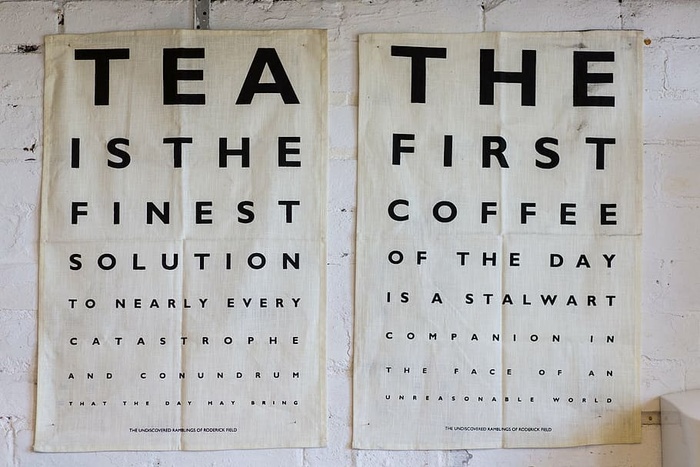 TEA
IS THE
FINEST
SOLUTION
TO NEARLY EVERY
CATASTROPHE
AND CONUNDRUM
THAT THE DAY MAY BRING
THE UNDISCOVERED RAMBLINGS OF RODERICK FIELD
THE
FIRST
COFFEE
OF THE DAY
IS A STALWART
COMPANION IN
THE FACE OF AN
UNREASONABLE WORLD
THE UNDISCOVERED RAMBLINGS OF RODERICK FIELD